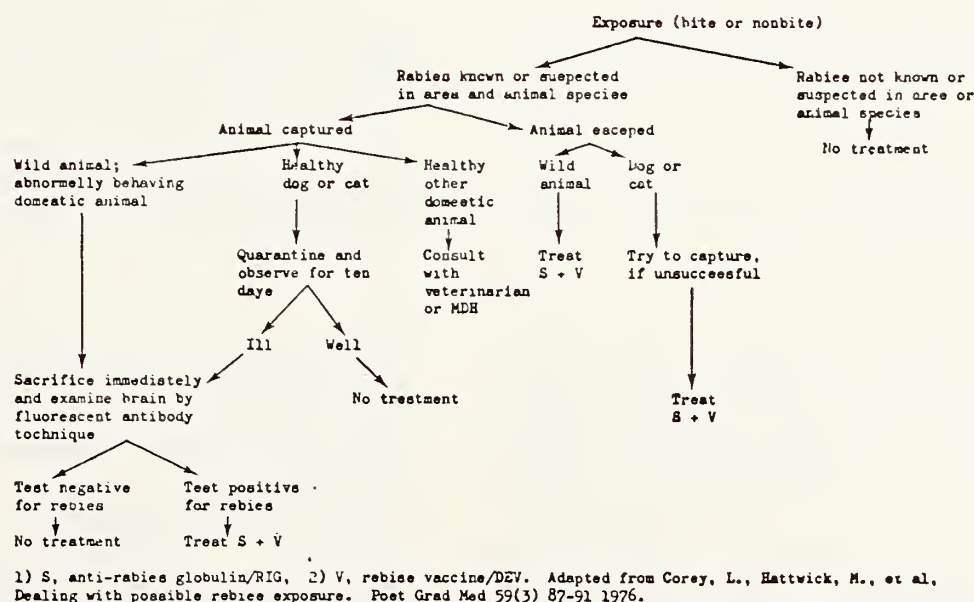 Exposure (bite or nonbite)
Rabies known or suspected
in area and animal species
Rabies not known or
suspected in area or
animal species
No treatment
Animal captured
Animal escaped
Wild animal;
abnormally behaving
domestic animal
Healthy
dog or cat
Healthy
other
domestic
animal
Wild
animal
Dog or
cat
Quarantine and
observe for ten
days
Consult
with
veterinarian
or MDH
Treat
S + V
Try to capture,
if unsuccessful
Ill
Well
Sacrifice immediately
and examine brain by
fluorescent antibody
technique
No treatment
Treat
S + V
Test negative
for rabies
Test positive
for rabies
No treatment
Treat S + V
1) S, anti-rabies globulin/RIG, 2) V, rabies vaccine/DEV. Adapted from Corey, L., Hattwick, M., et al,
Dealing with possible rabies exposure. Post Grad Med 59(3) 87-91 1976.